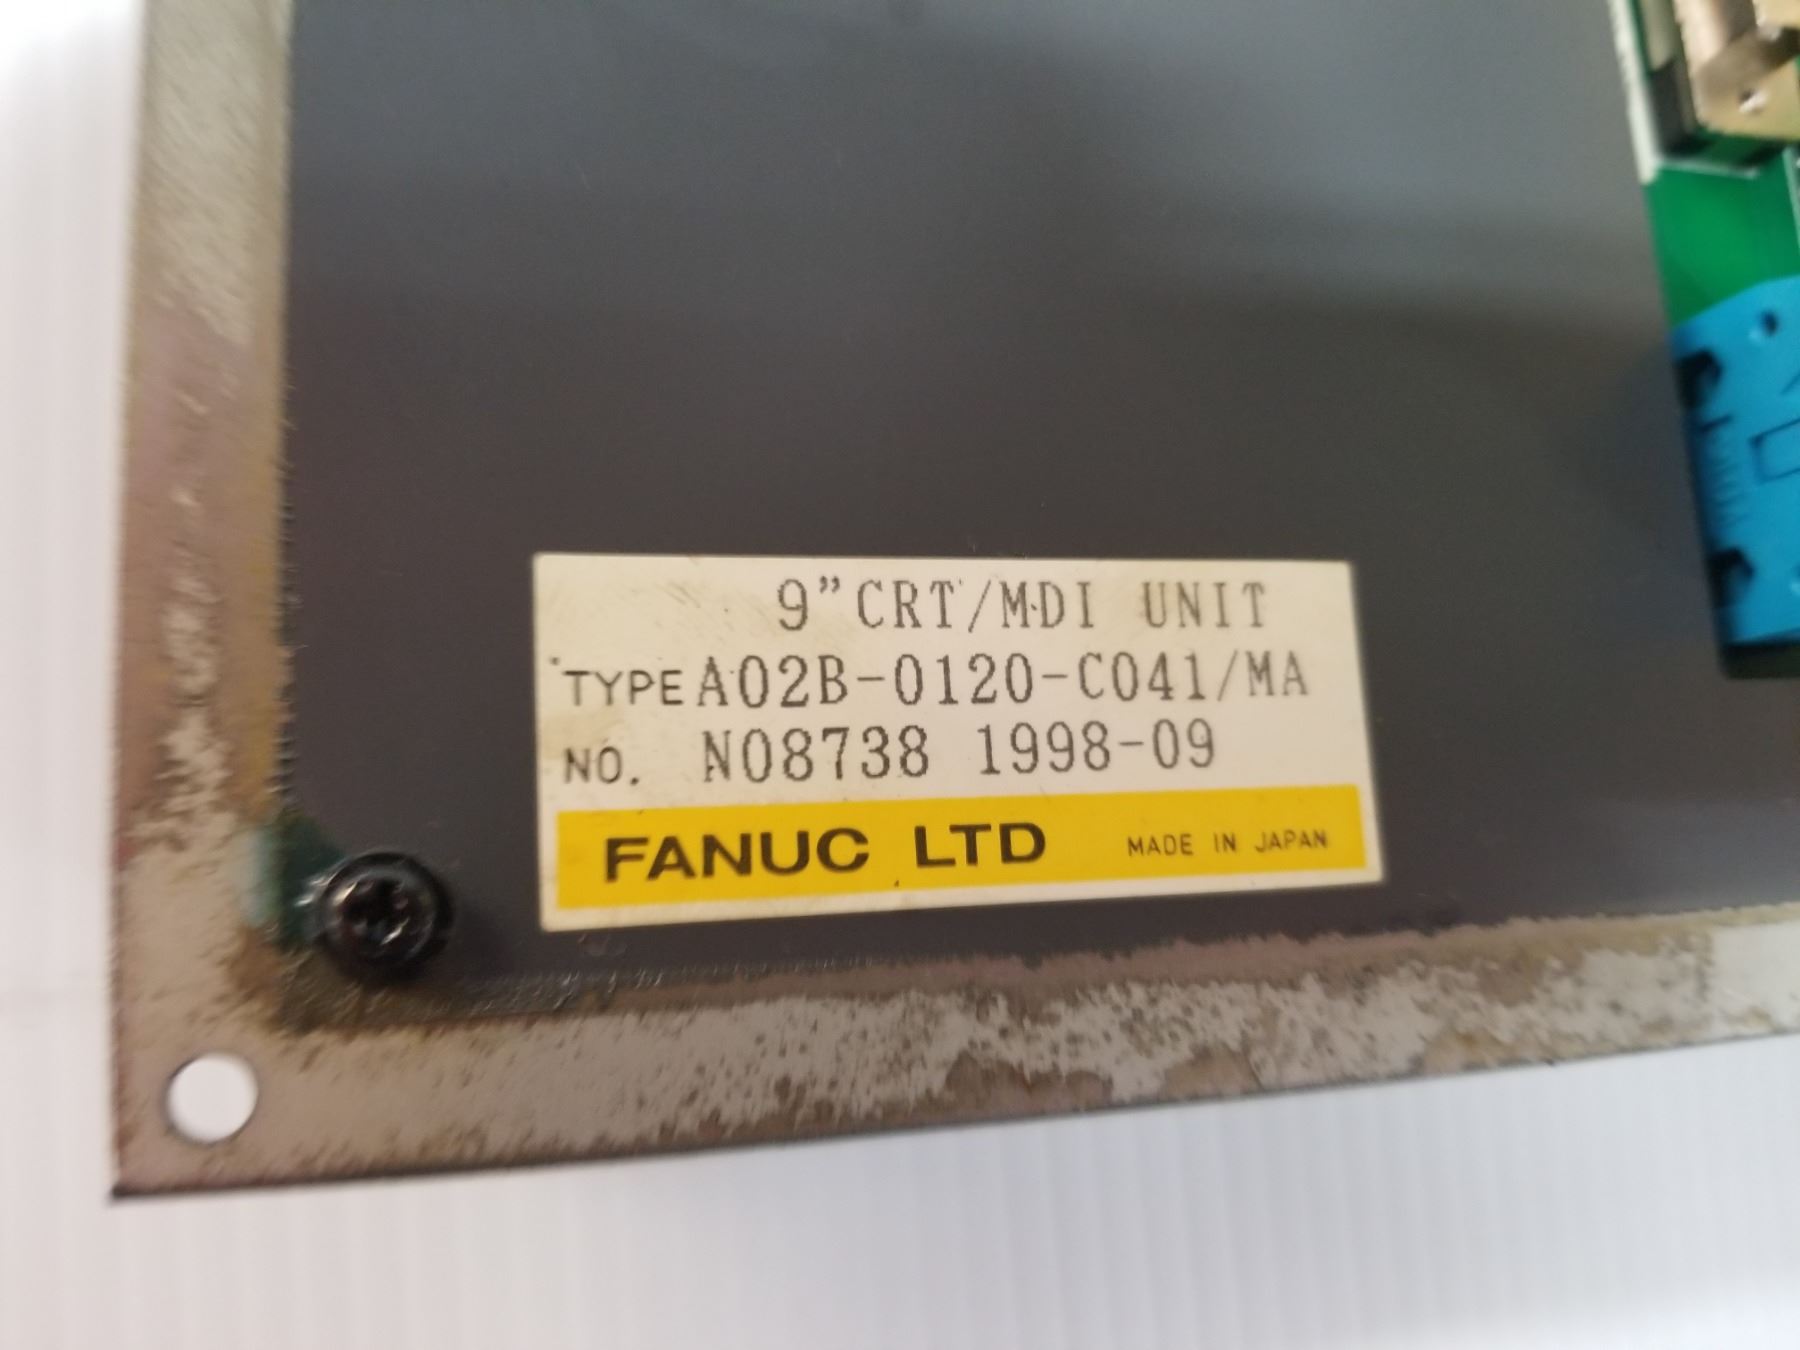 9”CRT/MDI UNIT
TYPE A02B-0120-C041/MA
NO. N08738 1998-09
FANUC LTD MADE IN JAPAN